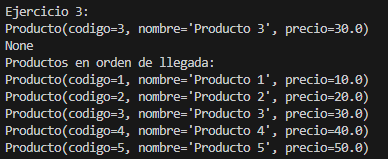 Ejercicio 3:
Producto(codigo=3, nombre='Producto 3', precio=30.0)
None
Productos en orden de llegada:
Producto(codigo=1, nombre='Producto 1', precio=10.0)
Producto(codigo=2, nombre='Producto 2', precio=20.0)
Producto(codigo=3, nombre='Producto 3', precio=30.0)
Producto(codigo=4, nombre='Producto 4', precio=40.0)
Producto(codigo=5, nombre='Producto 5', precio=50.0)